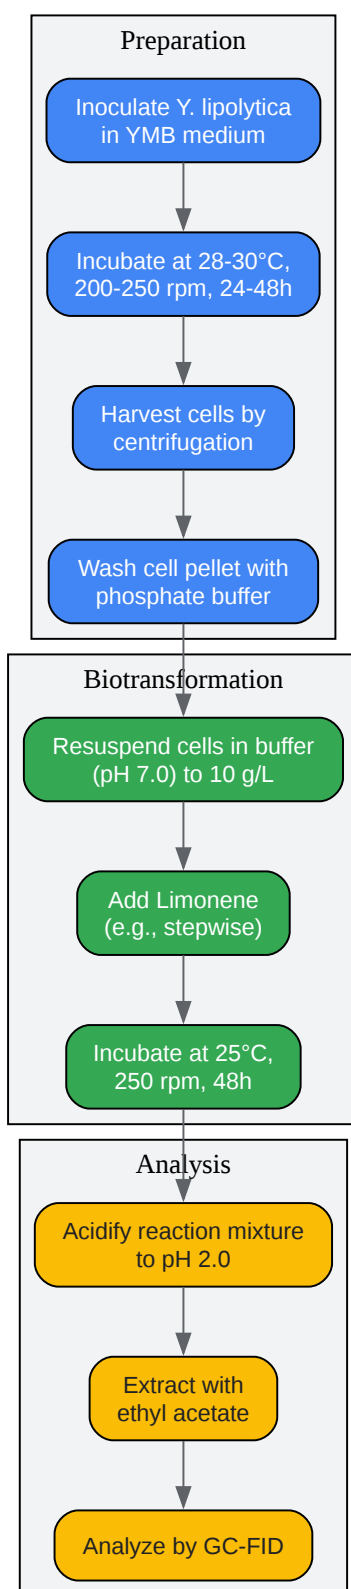 Preparation
Inoculate Y. lipolytica
in YMB medium
Incubate at 28-30°C,
200-250 rpm, 24-48h
Harvest cells by
centrifugation
Wash cell pellet with
phosphate buffer
Biotransformation
Resuspend cells in buffer
(pH 7.0) to 10 g/L
Add Limonene
(e.g., stepwise)
Incubate at 25°C,
250 rpm, 48h
Analysis
Acidify reaction mixture
to pH 2.0
Extract with
ethyl acetate
Analyze by GC-FID